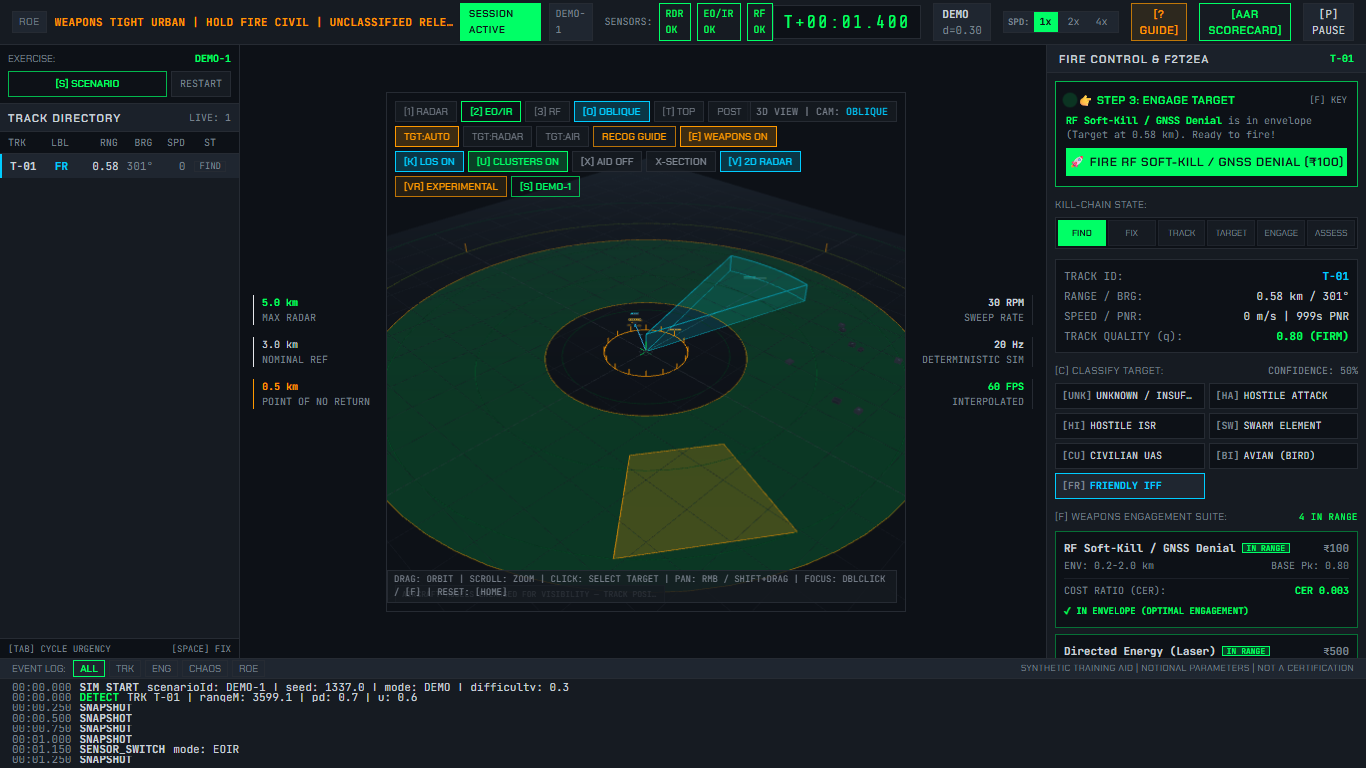 ROE WEAPONS TIGHT URBAN | HOLD FIRE CIVIL | UNCLASSIFIED RELE…
SESSION ACTIVE
DEMO-1
SENSORS: RDR OK EO/IR OK RF OK
T+00:01.400
DEMO d=0.30
SPD: 1x 2x 4x
[? GUIDE]
[AAR SCORECARD]
[P] PAUSE
EXERCISE: DEMO-1
[S] SCENARIO RESTART
TRACK DIRECTORY LIVE: 1
TRK LBL RNG BRG SPD ST
T-01 FR 0.58 301° 0 FIND
[TAB] CYCLE URGENCY [SPACE] FIX
[1] RADAR [2] EO/IR [3] RF [O] OBLIQUE [T] TOP POST 3D VIEW | CAM: OBLIQUE
TGT:AUTO TGT:RADAR TGT:AIR RECOG GUIDE [E] WEAPONS ON
[K] LOS ON [U] CLUSTERS ON [X] AID OFF X-SECTION [V] 2D RADAR
[VR] EXPERIMENTAL [S] DEMO-1
5.0 km
MAX RADAR
3.0 km
NOMINAL REF
0.5 km
POINT OF NO RETURN
30 RPM
SWEEP RATE
20 Hz
DETERMINISTIC SIM
60 FPS
INTERPOLATED
DRAG: ORBIT | SCROLL: ZOOM | CLICK: SELECT TARGET | PAN: RMB / SHIFT+DRAG | FOCUS: DBLCLICK
/ [F] | RESET: [HOME]
FIRE CONTROL & F2T2EA T-01
👉 STEP 3: ENGAGE TARGET [F] KEY
RF Soft-Kill / GNSS Denial is in envelope
(Target at 0.58 km). Ready to fire!
🚀 FIRE RF SOFT-KILL / GNSS DENIAL (₹100)
KILL-CHAIN STATE:
FIND FIX TRACK TARGET ENGAGE ASSESS
TRACK ID: T-01
RANGE / BRG: 0.58 km / 301°
SPEED / PNR: 0 m/s | 999s PNR
TRACK QUALITY (q): 0.80 (FIRM)
[C] CLASSIFY TARGET: CONFIDENCE: 50%
[UNK] UNKNOWN / INSUF… [HA] HOSTILE ATTACK
[HI] HOSTILE ISR [SW] SWARM ELEMENT
[CU] CIVILIAN UAS [BI] AVIAN (BIRD)
[FR] FRIENDLY IFF
[F] WEAPONS ENGAGEMENT SUITE: 4 IN RANGE
RF Soft-Kill / GNSS Denial IN RANGE ₹100
ENV: 0.2-2.0 km BASE Pk: 0.80
COST RATIO (CER): CER 0.003
✓ IN ENVELOPE (OPTIMAL ENGAGEMENT)
Directed Energy (Laser) IN RANGE ₹500
EVENT LOG: ALL TRK ENG CHAOS ROE
SYNTHETIC TRAINING AID | NOTIONAL PARAMETERS | NOT A CERTIFICATION
00:00.000 SIM_START scenarioId: DEMO-1 | seed: 1337.0 | mode: DEMO | difficulty: 0.3
00:00.000 DETECT TRK T-01 | rangeM: 3599.1 | pd: 0.7 | u: 0.6
00:00.250 SNAPSHOT
00:00.500 SNAPSHOT
00:00.750 SNAPSHOT
00:01.000 SNAPSHOT
00:01.150 SENSOR_SWITCH mode: EOIR
00:01.250 SNAPSHOT